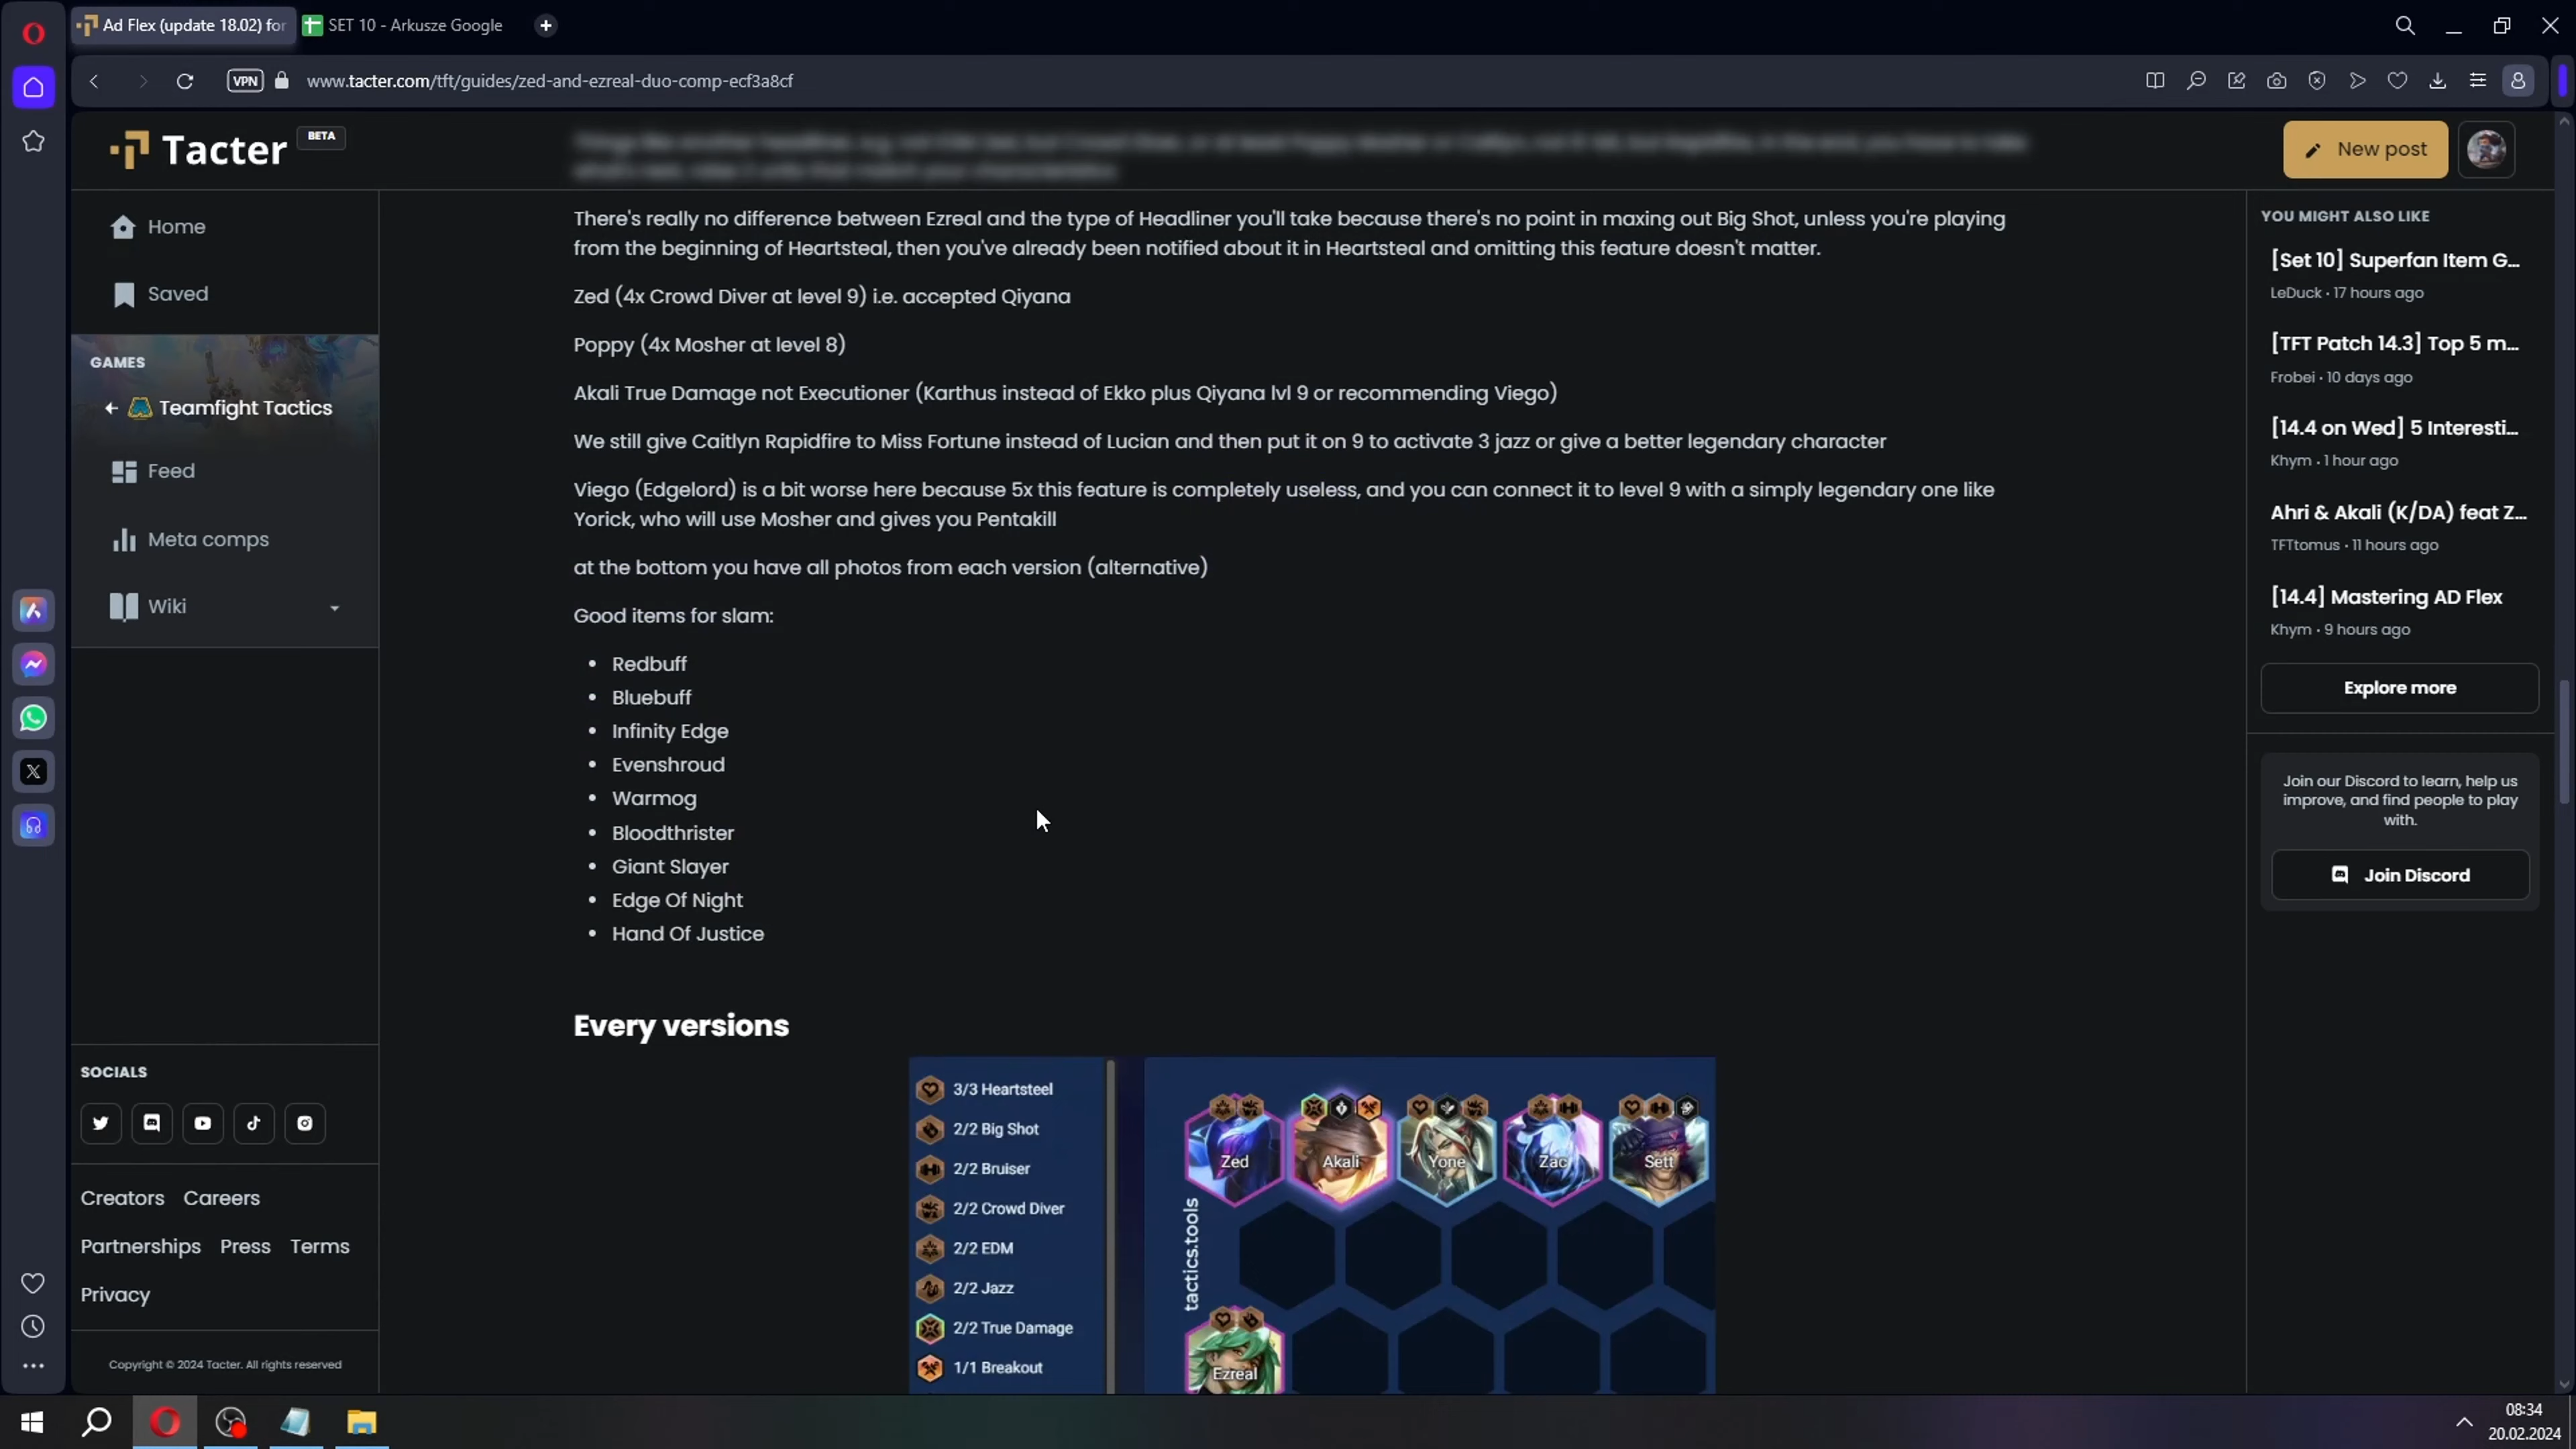 Ad Flex (update 18.02) for
SET 10 - Arkusze Google
VPN
www.tacter.com/tft/guides/zed-and-ezreal-duo-comp-ecf3a8cf
Tacter
BETA
New post
Home
Saved
GAMES
Teamfight Tactics
Feed
Meta comps
Wiki
SOCIALS
Creators Careers
Partnerships Press Terms
Privacy
Copyright © 2024 Tacter. All rights reserved
There's really no difference between Ezreal and the type of Headliner you'll take because there's no point in maxing out Big Shot, unless you're playing
from the beginning of Heartsteal, then you've already been notified about it in Heartsteal and omitting this feature doesn't matter.
Zed (4x Crowd Diver at level 9) i.e. accepted Qiyana
Poppy (4x Mosher at level 8)
Akali True Damage not Executioner (Karthus instead of Ekko plus Qiyana lvl 9 or recommending Viego)
We still give Caitlyn Rapidfire to Miss Fortune instead of Lucian and then put it on 9 to activate 3 jazz or give a better legendary character
Viego (Edgelord) is a bit worse here because 5x this feature is completely useless, and you can connect it to level 9 with a simply legendary one like
Yorick, who will use Mosher and gives you Pentakill
at the bottom you have all photos from each version (alternative)
Good items for slam:
• Redbuff
• Bluebuff
• Infinity Edge
• Evenshroud
• Warmog
• Bloodthrister
• Giant Slayer
• Edge Of Night
• Hand Of Justice
Every versions
3/3 Heartsteel
2/2 Big Shot
2/2 Bruiser
2/2 Crowd Diver
2/2 EDM
2/2 Jazz
2/2 True Damage
1/1 Breakout
tactics.tools
Zed
Akali
Yone
Zac
Sett
Ezreal
YOU MIGHT ALSO LIKE
[Set 10] Superfan Item G...
LeDuck • 17 hours ago
[TFT Patch 14.3] Top 5 m...
Frobei • 10 days ago
[14.4 on Wed] 5 Interesti...
Khym • 1 hour ago
Ahri & Akali (K/DA) feat Z...
TFTtomus • 11 hours ago
[14.4] Mastering AD Flex
Khym • 9 hours ago
Explore more
Join our Discord to learn, help us
improve, and find people to play
with.
Join Discord
08:34
20.02.2024